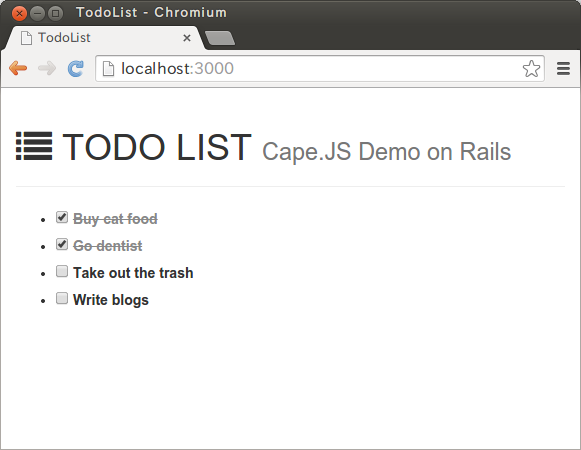 TodoList - Chromium
TodoList
localhost:3000
TODO LIST Cape.JS Demo on Rails
Buy cat food
Go dentist
Take out the trash
Write blogs